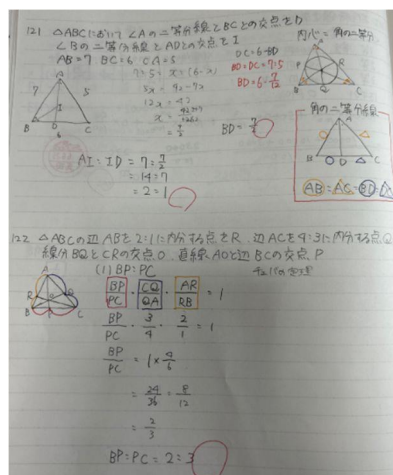 121 △ABCにおいて∠Aの二等分線とBCとの交点をD
∠Bの二等分線とADとの交点をI
AB=7 BC=6 CA=5
内心=角の二等分
A
7
5
I
B
D
C
6
7:5=x:(6-x)
5x=42-7x
12x=42
=7/2
DC=6-BD
BD:DC=7:5
BD=6·7/12
BD=7/2
AI:ID=7:7/2
=14:7
=2:1
角の二等分線
A
B
D
C
AB:AC=BD:
122 △ABCの辺ABを2:1に内分する点をR、辺ACを4:3に内分する点Q
線分BQとCRの交点O 直線AOと辺BCの交点P
(1) BP:PC
A
R
Q
B
P
C
BP/PC·CQ/QA·AR/RB=1
BP/PC·3/4·2/1=1
BP/PC=1×4/6
=24/36=8/12
=2/3
BP:PC=2:3